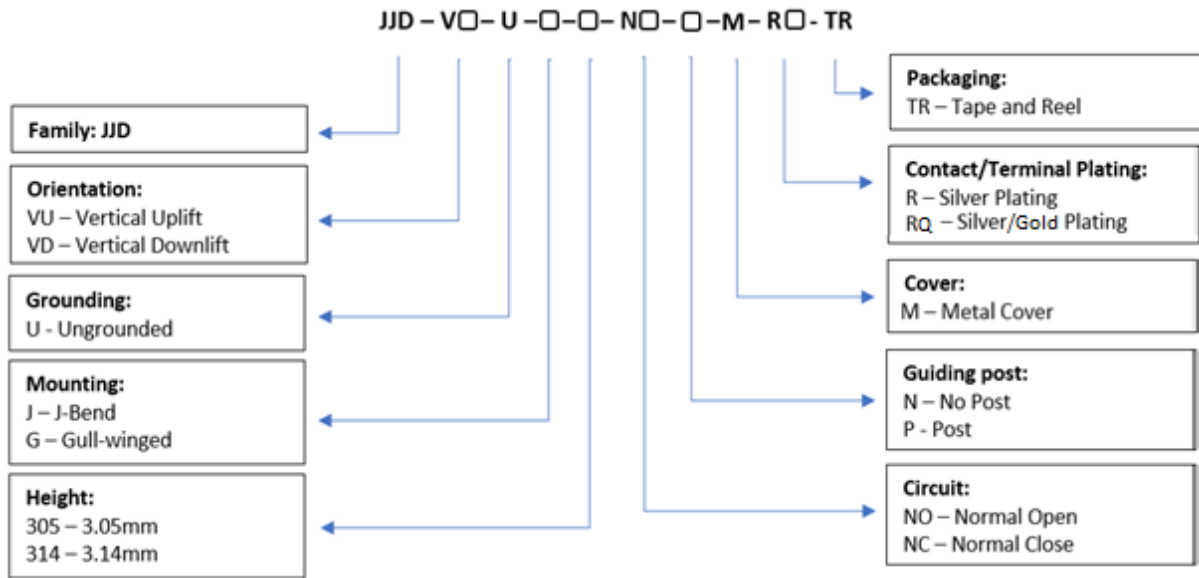 JJD – V☐ – U –☐–☐– N☐ –☐– M – R☐ - TR
Family: JJD
Orientation:
VU – Vertical Uplift
VD – Vertical Downlift
Grounding:
U - Ungrounded
Mounting:
J – J-Bend
G – Gull-winged
Height:
305 – 3.05mm
314 – 3.14mm
Packaging:
TR – Tape and Reel
Contact/Terminal Plating:
R – Silver Plating
RQ – Silver/Gold Plating
Cover:
M – Metal Cover
Guiding post:
N – No Post
P - Post
Circuit:
NO – Normal Open
NC – Normal Close